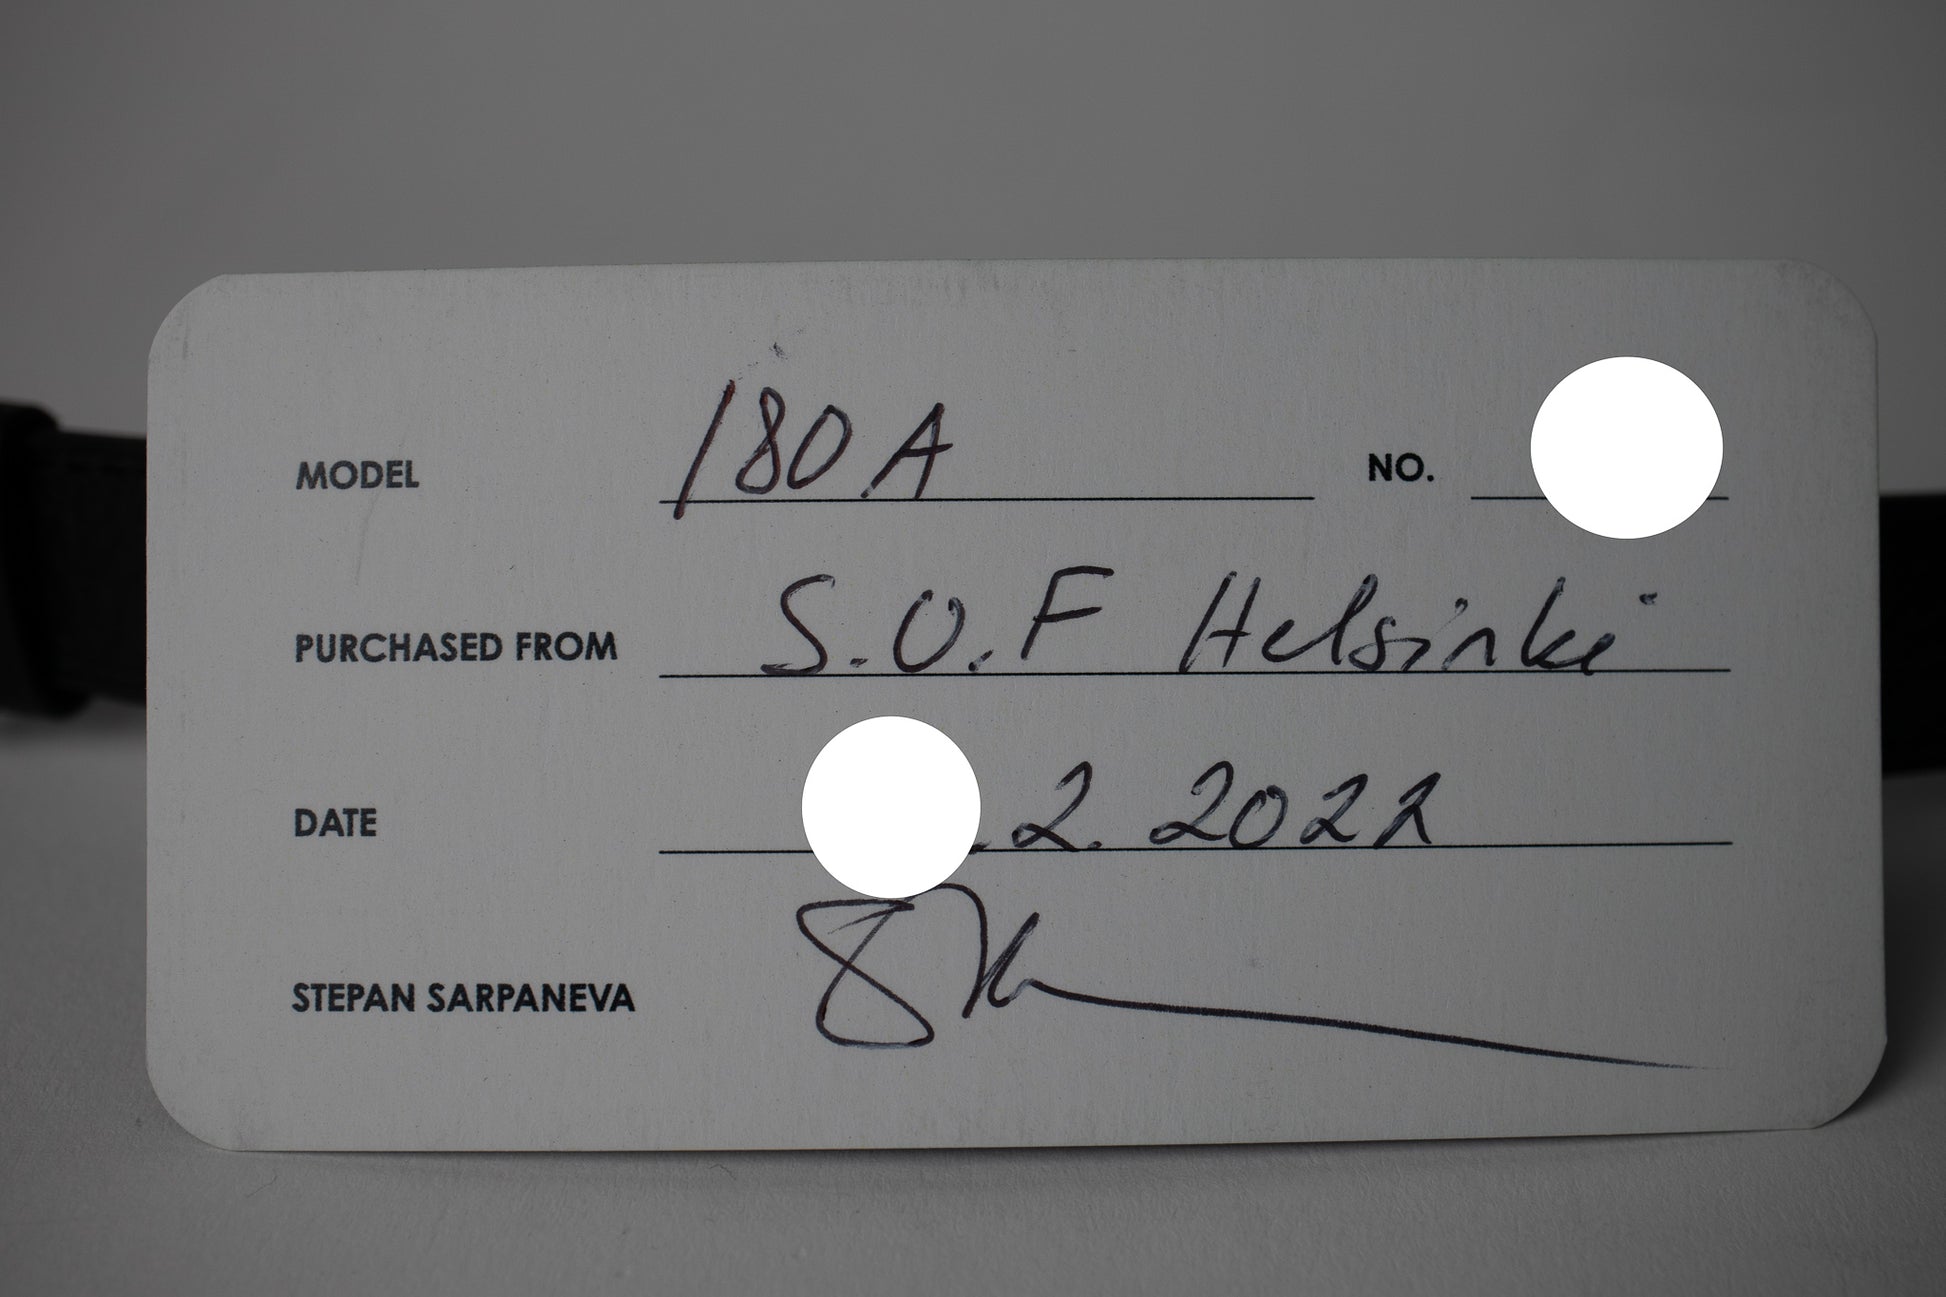 MODEL 180A NO.
PURCHASED FROM S.O.F Helsinki
DATE .2.2022
STEPAN SARPANEVA